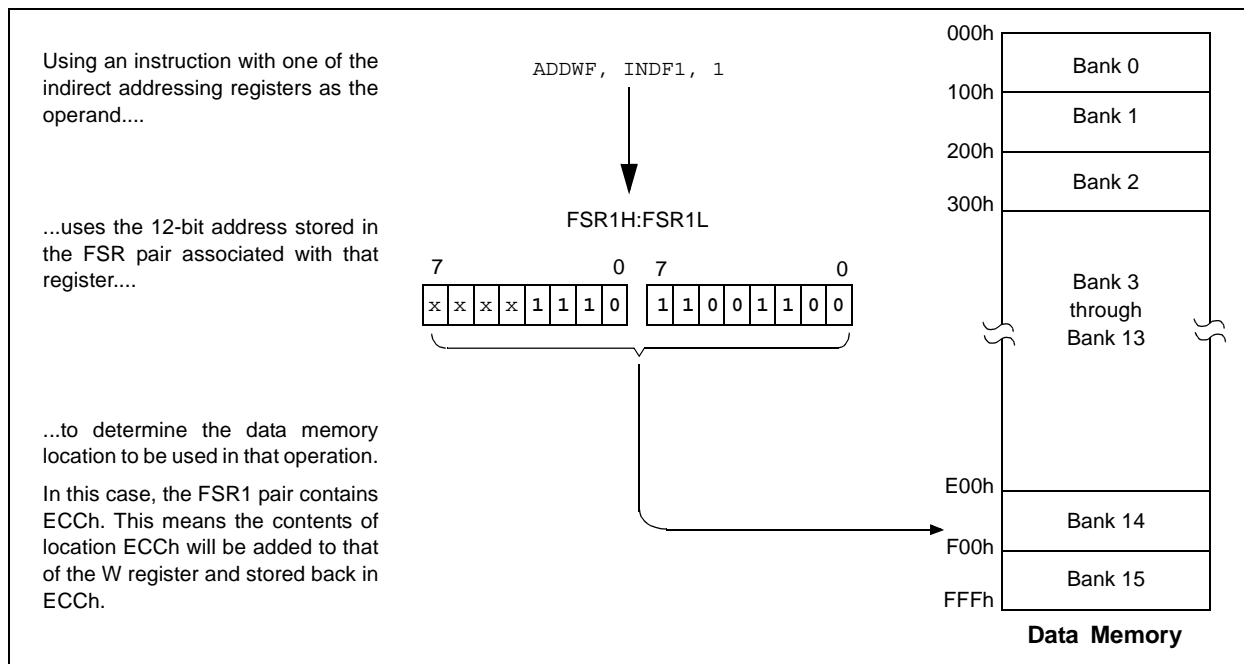 Using an instruction with one of the
indirect addressing registers as the
operand....
ADDWF, INDF1, 1
...uses the 12-bit address stored in
the FSR pair associated with that
register....
FSR1H:FSR1L
7 0 7 0
x x x x 1 1 1 0 1 1 0 0 1 1 0 0
...to determine the data memory
location to be used in that operation.
In this case, the FSR1 pair contains
ECCh. This means the contents of
location ECCh will be added to that
of the W register and stored back in
ECCh.
000h
Bank 0
100h
Bank 1
200h
Bank 2
300h
Bank 3
through
Bank 13
E00h
Bank 14
F00h
Bank 15
FFFh
Data Memory